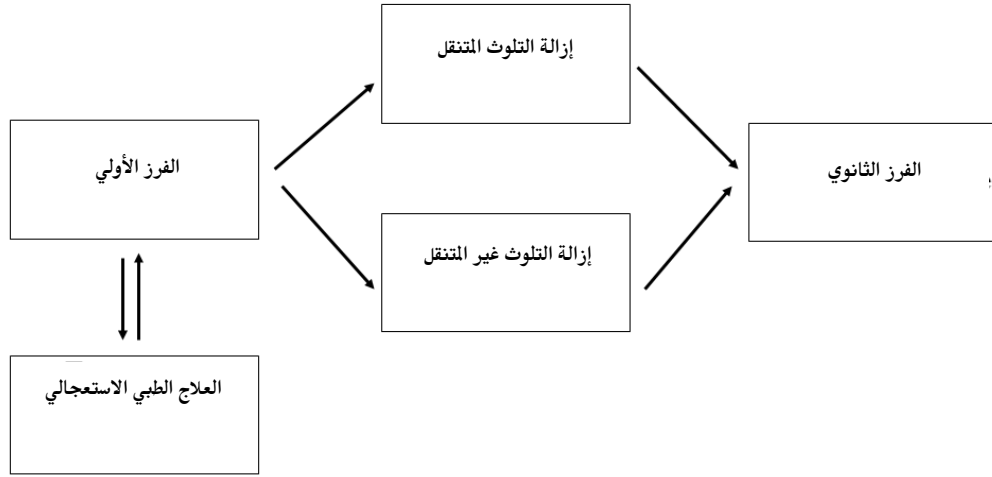 إزالة التلوث المتنقل
الفرز الأولي
الفرز الثانوي
إزالة التلوث غير المتنقل
العلاج الطبي الاستعجالي